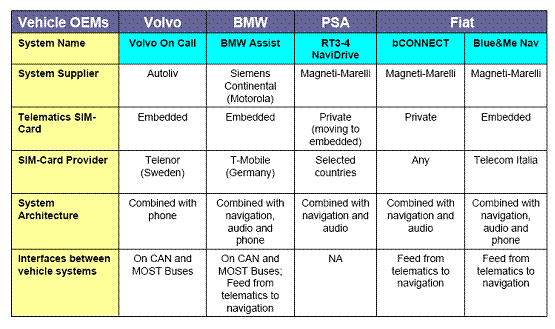 Vehicle OEMs Volvo BMW PSA Fiat
System Name Volvo On Call BMW Assist RT3-4 NaviDrive bCONNECT Blue&Me Nav
System Supplier Autoliv Siemens Continental (Motorola) Magneti-Marelli Magneti-Marelli Magneti-Marelli
Telematics SIM-Card Embedded Embedded Private (moving to embedded) Private Embedded
SIM-Card Provider Telenor (Sweden) T-Mobile (Germany) Selected countries Any Telecom Italia
System Architecture Combined with phone Combined with navigation, audio and phone Combined with navigation and audio Combined with navigation and audio Combined with navigation, audio and phone
Interfaces between vehicle systems On CAN and MOST Buses On CAN and MOST Buses; Feed from telematics to navigation NA Feed from telematics to navigation Feed from telematics to navigation